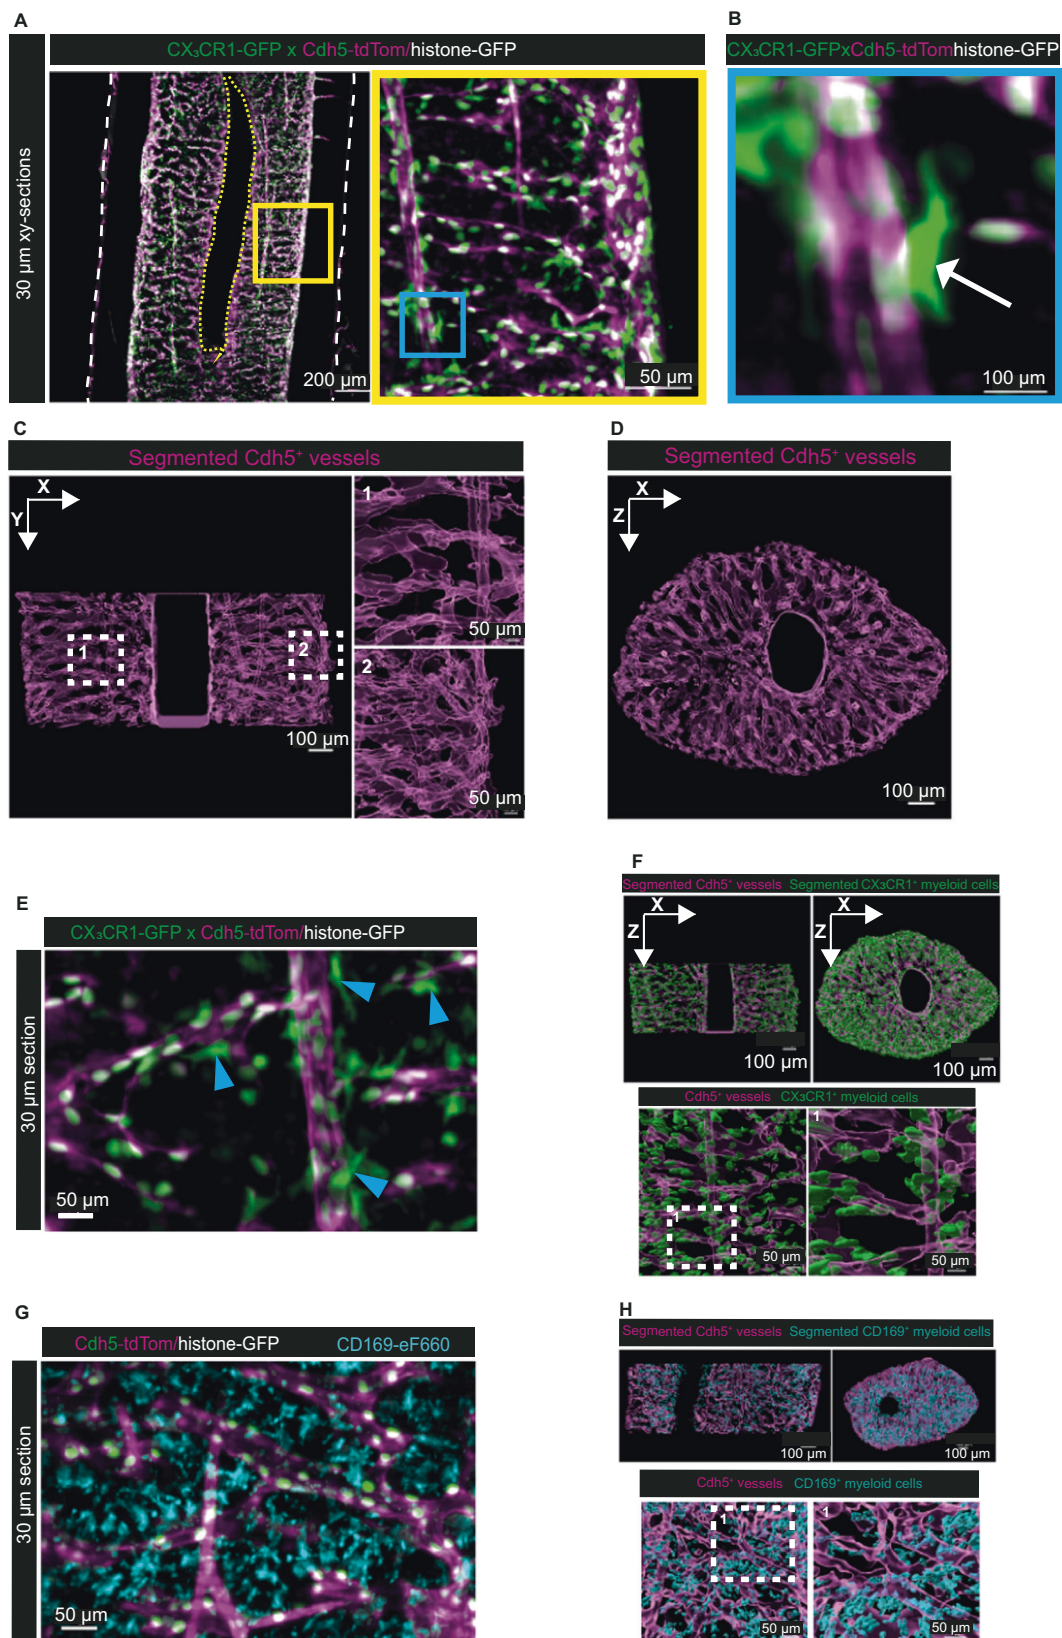 A
CX₃CR1-GFP x Cdh5-tdTom/histone-GFP
30 µm xy-sections
200 µm
50 µm
B
CX₃CR1-GFPxCdh5-tdTomhistone-GFP
100 µm
C
Segmented Cdh5⁺ vessels
X
Y
1
2
100 µm
1
50 µm
2
50 µm
D
Segmented Cdh5⁺ vessels
X
Z
100 µm
E
CX₃CR1-GFP x Cdh5-tdTom/histone-GFP
30 µm section
50 µm
F
Segmented Cdh5⁺ vessels Segmented CX₃CR1⁺ myeloid cells
X
Z
100 µm
X
Z
100 µm
Cdh5⁺ vessels CX₃CR1⁺ myeloid cells
1
50 µm
1
50 µm
G
Cdh5-tdTom/histone-GFP CD169-eF660
30 µm section
50 µm
H
Segmented Cdh5⁺ vessels Segmented CD169⁺ myeloid cells
100 µm
100 µm
Cdh5⁺ vessels CD169⁺ myeloid cells
1
50 µm
1
50 µm